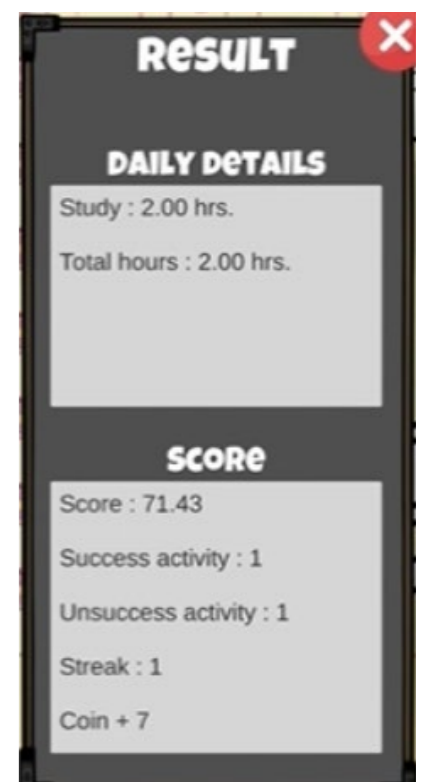 ReSuLT
DAILY DeTAILS
Study : 2.00 hrs.
Total hours : 2.00 hrs.
SCORe
Score : 71.43
Success activity : 1
Unsuccess activity : 1
Streak : 1
Coin + 7